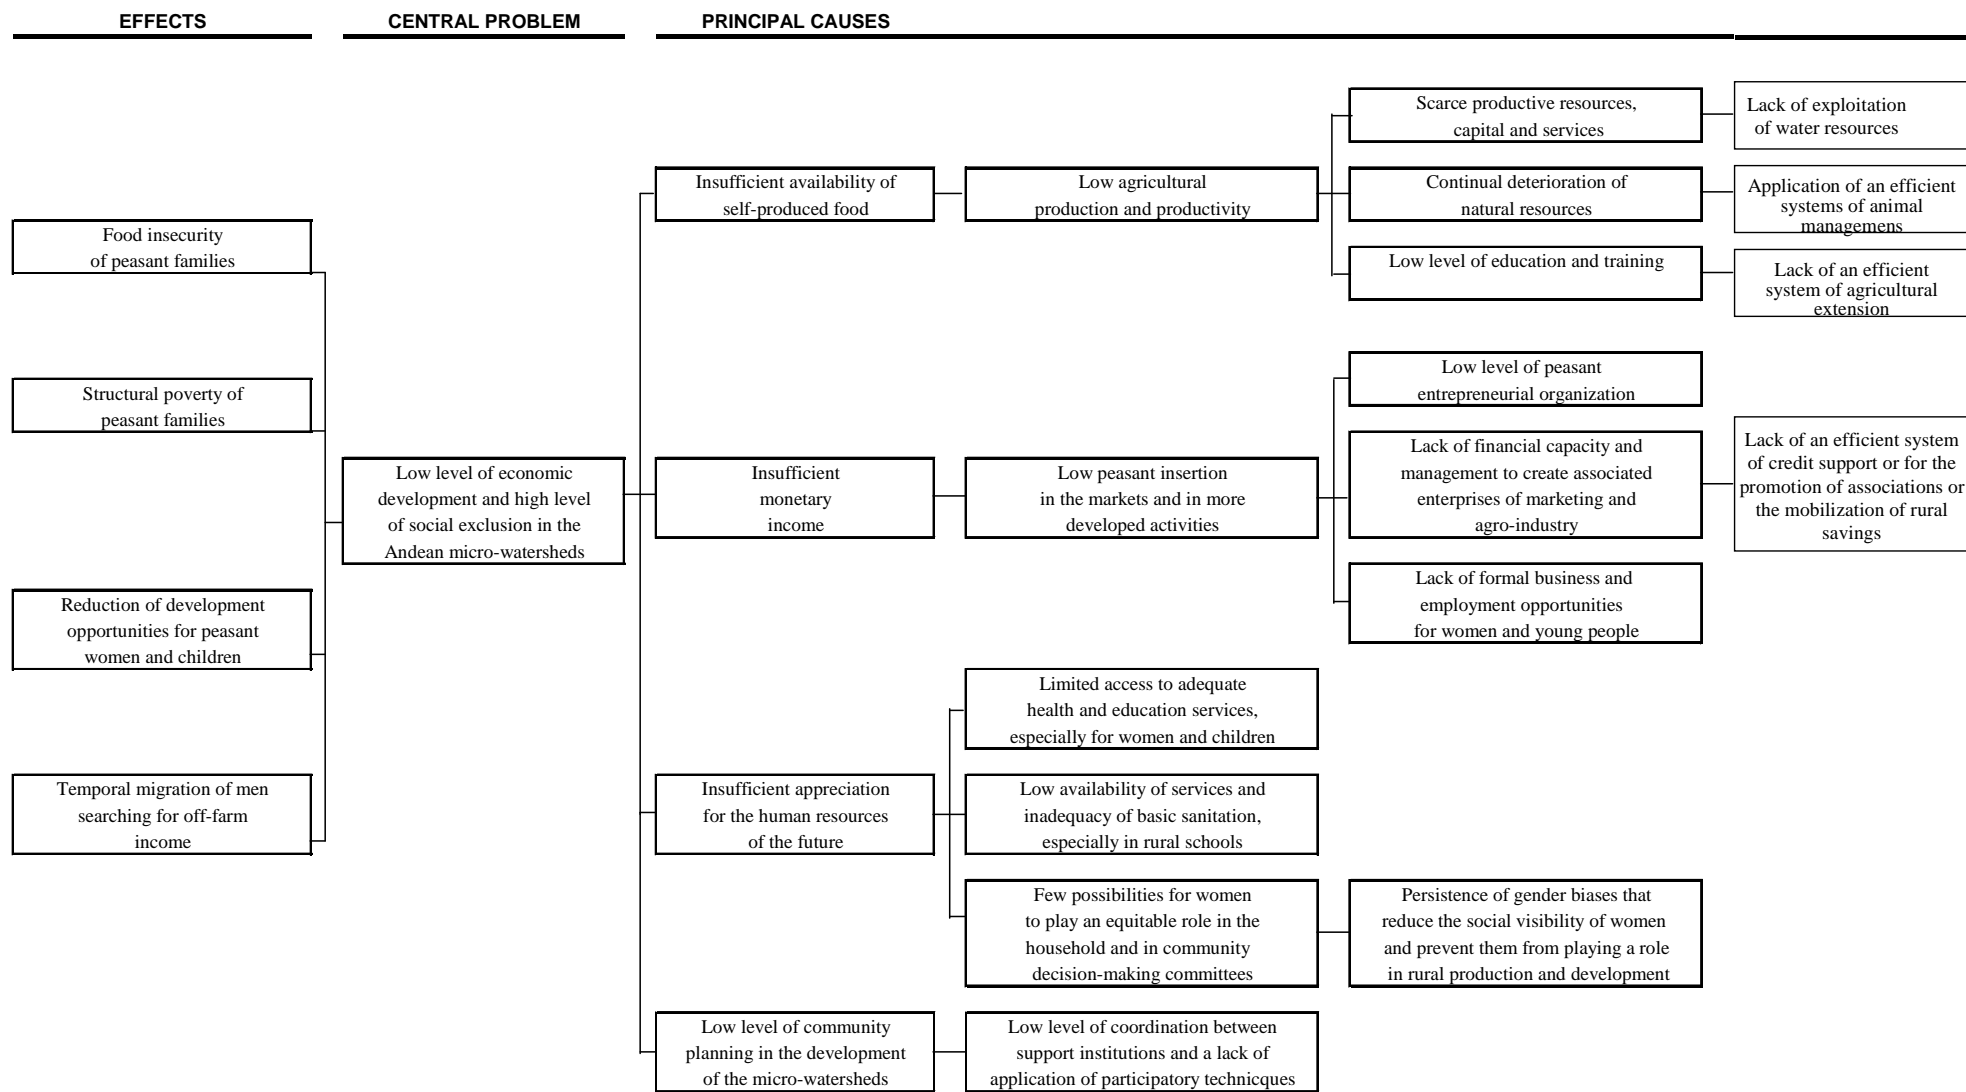 EFFECTS
CENTRAL PROBLEM
PRINCIPAL CAUSES
Food insecurity
of peasant families
Structural poverty of
peasant families
Reduction of development
opportunities for peasant
women and children
Temporal migration of men
searching for off-farm
income
Low level of economic
development and high level
of social exclusion in the
Andean micro-watersheds
Insufficient availability of
self-produced food
Low agricultural
production and productivity
Scarce productive resources,
capital and services
Lack of exploitation
of water resources
Continual deterioration of
natural resources
Application of an efficient
systems of animal
managemens
Low level of education and training
Lack of an efficient
system of agricultural
extension
Insufficient
monetary
income
Low peasant insertion
in the markets and in more
developed activities
Low level of peasant
entrepreneurial organization
Lack of financial capacity and
management to create associated
enterprises of marketing and
agro-industry
Lack of an efficient system
of credit support or for the
promotion of associations or
the mobilization of rural
savings
Lack of formal business and
employment opportunities
for women and young people
Insufficient appreciation
for the human resources
of the future
Limited access to adequate
health and education services,
especially for women and children
Low availability of services and
inadequacy of basic sanitation,
especially in rural schools
Few possibilities for women
to play an equitable role in the
household and in community
decision-making committees
Persistence of gender biases that
reduce the social visibility of women
and prevent them from playing a role
in rural production and development
Low level of community
planning in the development
of the micro-watersheds
Low level of coordination between
support institutions and a lack of
application of participatory technicques